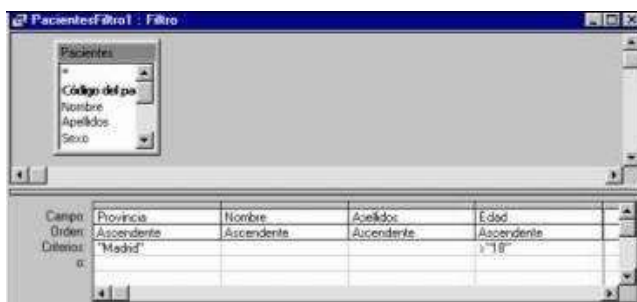 PacientesFiltro1 : Filtro
Pacientes
*
Código del pa
Nombre
Apellidos
Sexo
Campo: Provincia Nombre Apellidos Edad
Orden: Ascendente Ascendente Ascendente Ascendente
Criterios: "Madrid" >"18"
o: